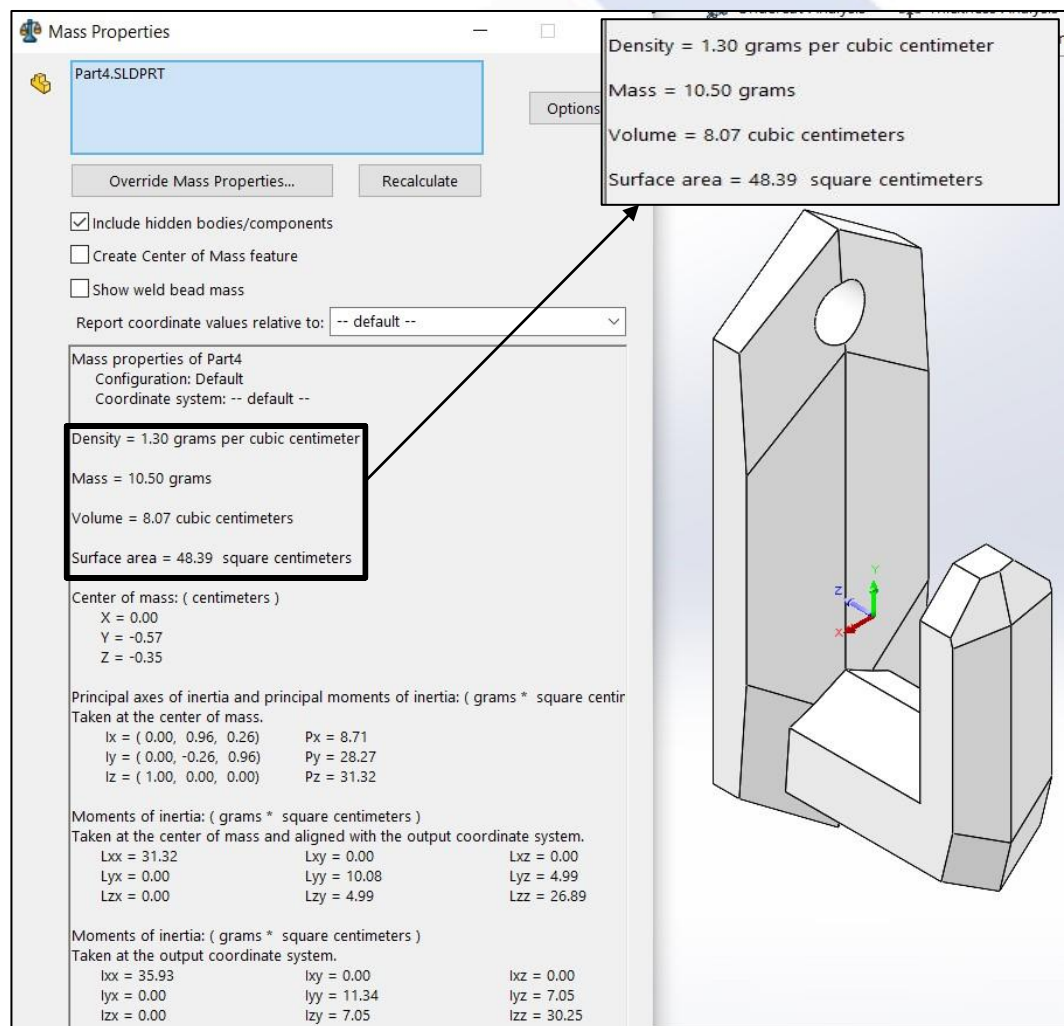 Mass Properties
Part4.SLDPRT
Options
Override Mass Properties...
Recalculate
Include hidden bodies/components
Create Center of Mass feature
Show weld bead mass
Report coordinate values relative to: -- default --
Mass properties of Part4
Configuration: Default
Coordinate system: -- default --
Density = 1.30 grams per cubic centimeter
Mass = 10.50 grams
Volume = 8.07 cubic centimeters
Surface area = 48.39 square centimeters
Center of mass: ( centimeters )
X = 0.00
Y = -0.57
Z = -0.35
Principal axes of inertia and principal moments of inertia: ( grams * square centir
Taken at the center of mass.
Ix = ( 0.00, 0.96, 0.26) Px = 8.71
Iy = ( 0.00, -0.26, 0.96) Py = 28.27
Iz = ( 1.00, 0.00, 0.00) Pz = 31.32
Moments of inertia: ( grams * square centimeters )
Taken at the center of mass and aligned with the output coordinate system.
Lxx = 31.32 Lxy = 0.00 Lxz = 0.00
Lyx = 0.00 Lyy = 10.08 Lyz = 4.99
Lzx = 0.00 Lzy = 4.99 Lzz = 26.89
Moments of inertia: ( grams * square centimeters )
Taken at the output coordinate system.
Ixx = 35.93 Ixy = 0.00 Ixz = 0.00
Iyx = 0.00 Iyy = 11.34 Iyz = 7.05
Izx = 0.00 Izy = 7.05 Izz = 30.25
Density = 1.30 grams per cubic centimeter
Mass = 10.50 grams
Volume = 8.07 cubic centimeters
Surface area = 48.39 square centimeters
Y
Z
X